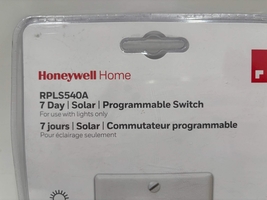 Honeywell Home
RPLS540A
7 Day | Solar | Programmable Switch
For use with lights only
7 jours | Solar | Commutateur programmable
Pour éclairage seulement
r